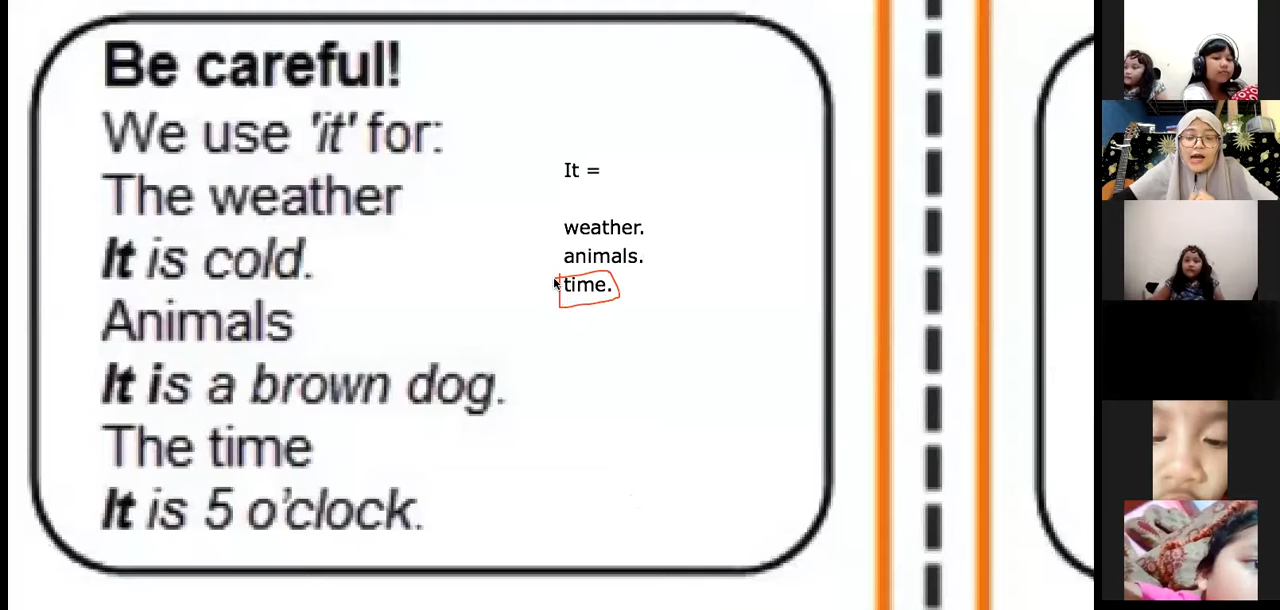 Be careful!
We use 'it' for:
The weather
It is cold.
Animals
It is a brown dog.
The time
It is 5 o'clock.
It =
weather.
animals.
time.